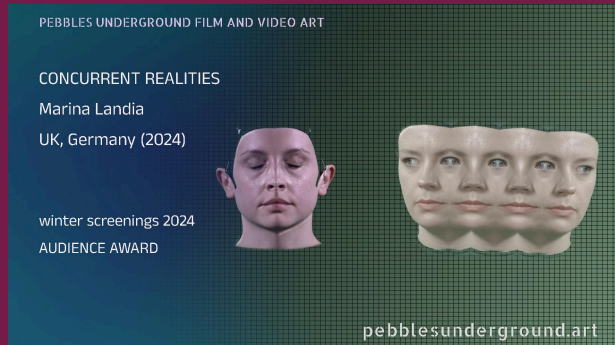 PEBBLES UNDERGROUND FILM AND VIDEO ART
CONCURRENT REALITIES
Marina Landia
UK, Germany (2024)
winter screenings 2024
AUDIENCE AWARD
pebblesunderground.art